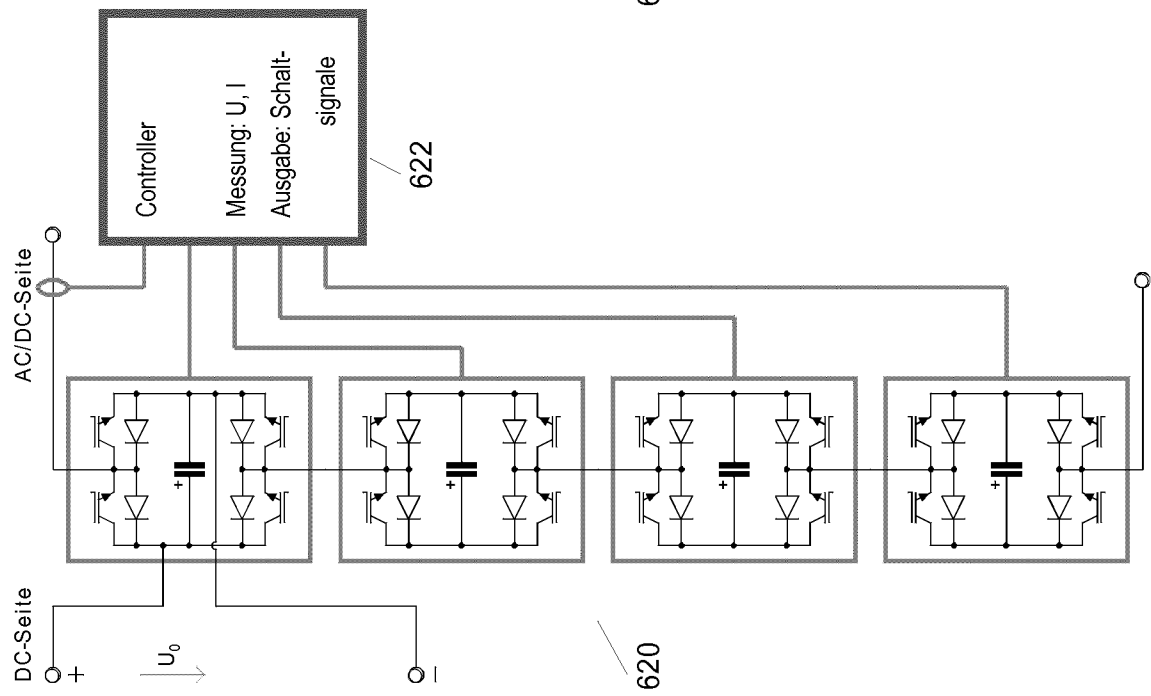 AC/DC-Seite
Controller
Messung: U, I
Ausgabe: Schalt-
signale
622
DC-Seite
+
U₀
−
+
+
+
+
620